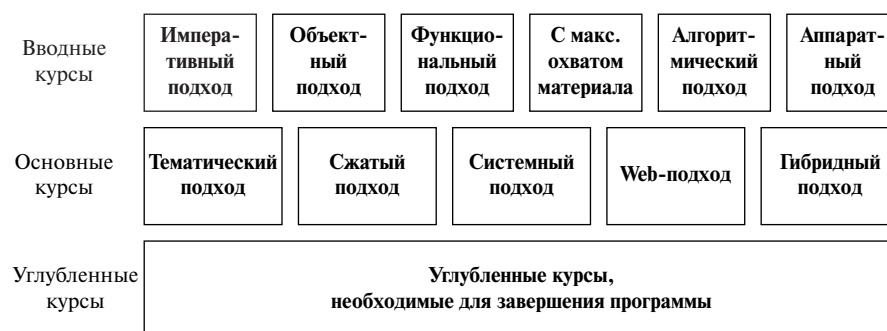 Вводные
курсы
Импера-
тивный
подход
Объект-
ный
подход
Функцио-
нальный
подход
С макс.
охватом
материала
Алгорит-
мический
подход
Аппарат-
ный
подход
Основные
курсы
Тематический
подход
Сжатый
подход
Системный
подход
Web-подход
Гибридный
подход
Углубленные
курсы
Углубленные курсы,
необходимые для завершения программы